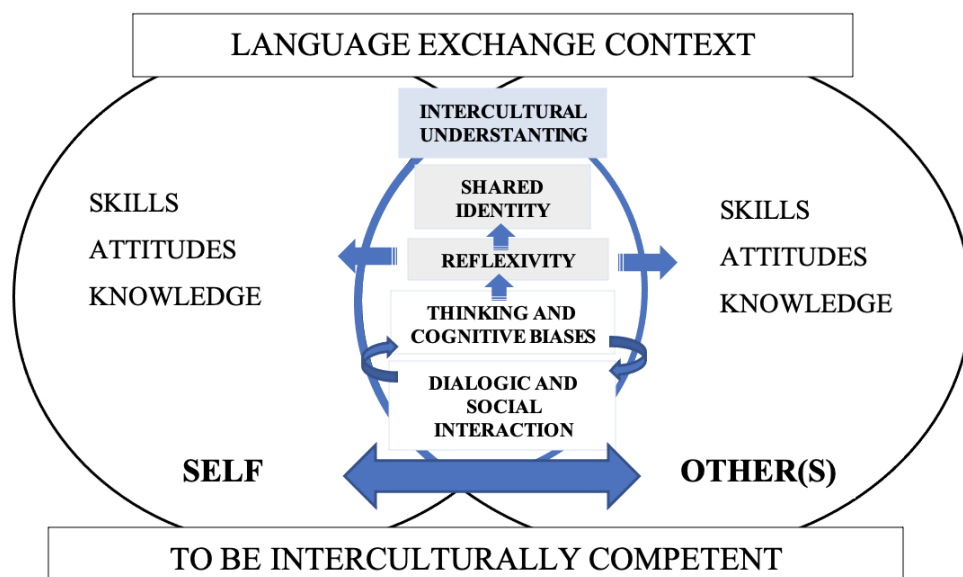 LANGUAGE EXCHANGE CONTEXT
INTERCULTURAL
UNDERSTANTING
SHARED
IDENTITY
SKILLS
ATTITUDES
KNOWLEDGE
REFLEXIVITY
SKILLS
ATTITUDES
KNOWLEDGE
THINKING AND
COGNITIVE BIASES
DIALOGIC AND
SOCIAL
INTERACTION
SELF
OTHER(S)
TO BE INTERCULTURALLY COMPETENT